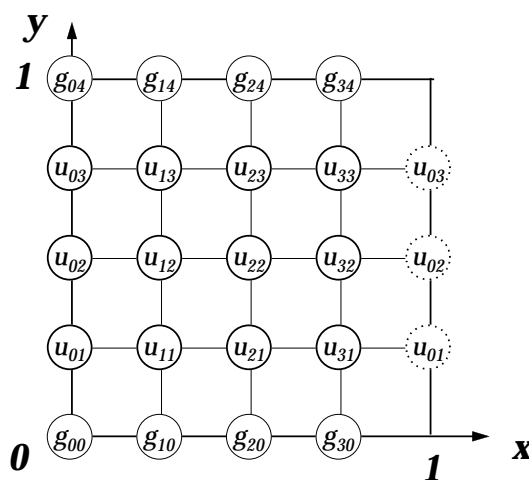 y
1 g04 g14 g24 g34
u03 u13 u23 u33 u03
u02 u12 u22 u32 u02
u01 u11 u21 u31 u01
g00 g10 g20 g30
0 1 x